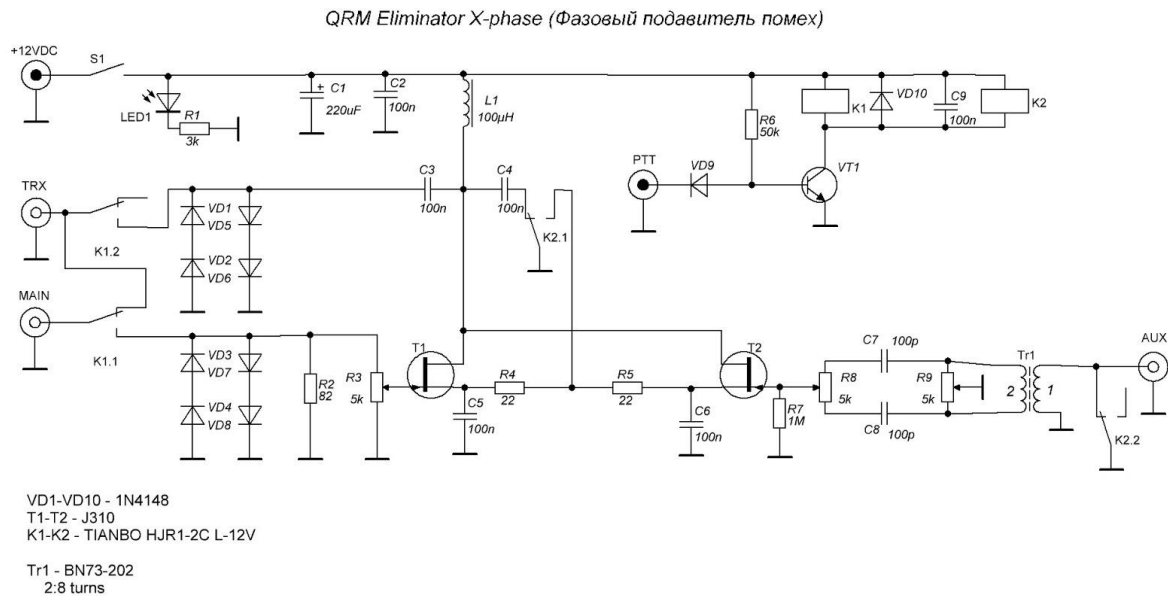 QRM Eliminator X-phase (Фазовый подавитель помех)
+12VDC
S1
LED1
R1
3k
+
C1
220uF
C2
100n
L1
100µH
R6
50k
K1
VD10
C9
100n
K2
PTT
VD9
VT1
TRX
K1.2
VD1
VD5
VD2
VD6
C3
100n
C4
100n
K2.1
MAIN
K1.1
VD3
VD7
VD4
VD8
R2
82
R3
5k
T1
C5
100n
R4
22
R5
22
C6
100n
T2
R7
1M
R8
5k
C7
100p
C8
100p
R9
5k
Tr1
2
1
AUX
K2.2
VD1-VD10 - 1N4148
T1-T2 - J310
K1-K2 - TIANBO HJR1-2C L-12V
Tr1 - BN73-202
2:8 turns